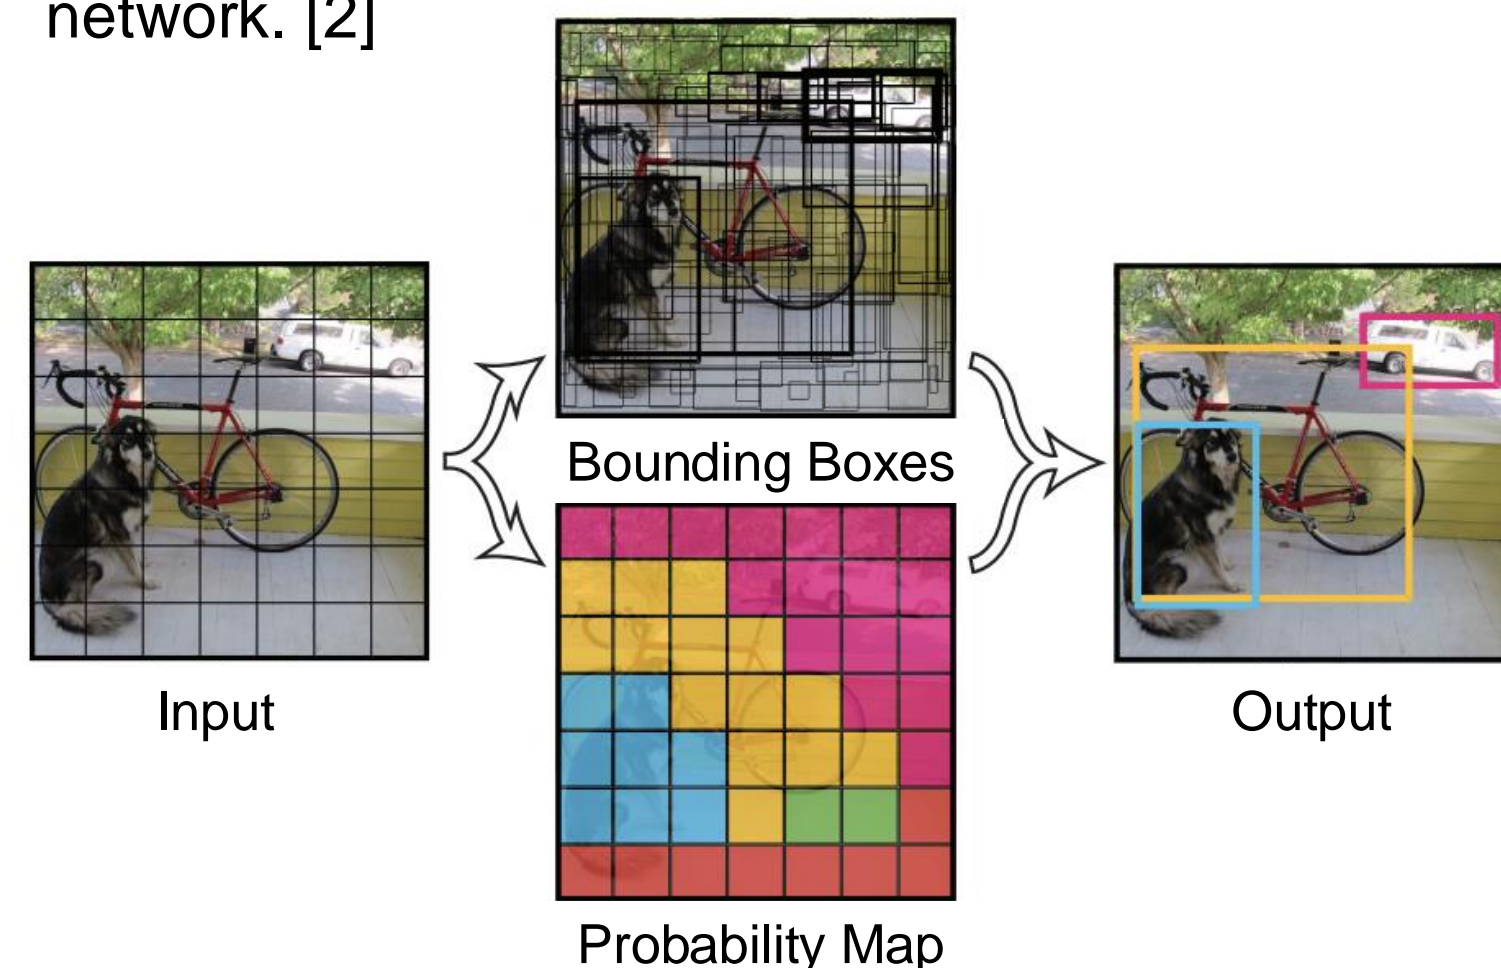 network. [2]
Bounding Boxes
Input
Output
Probability Map